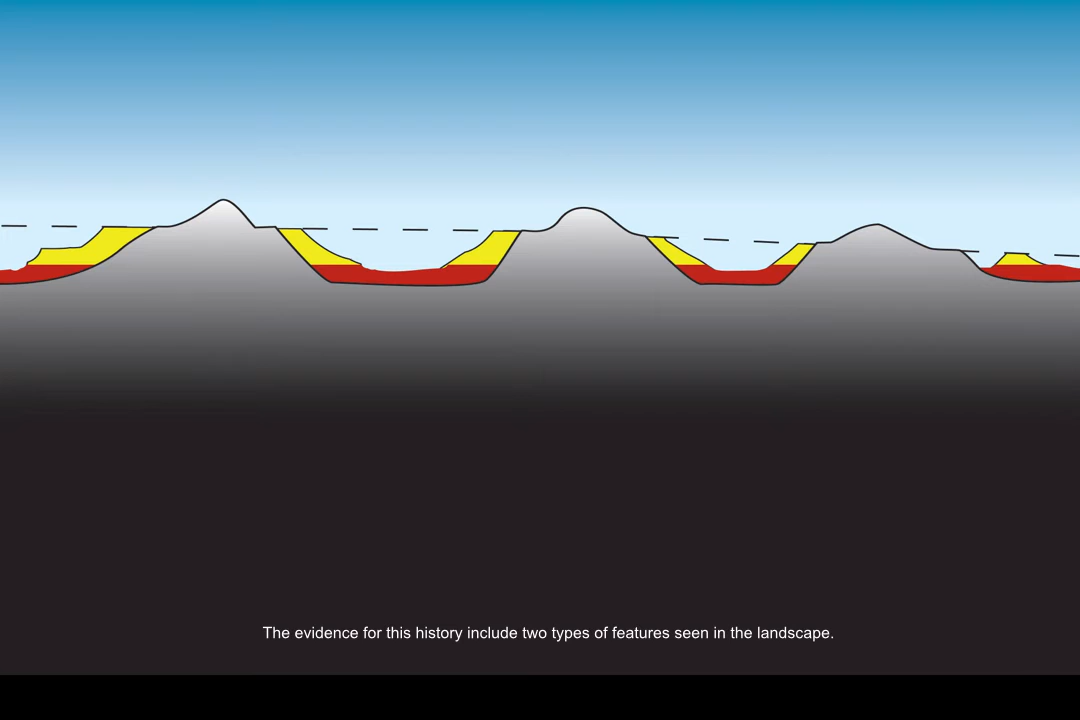 The evidence for this history include two types of features seen in the landscape.